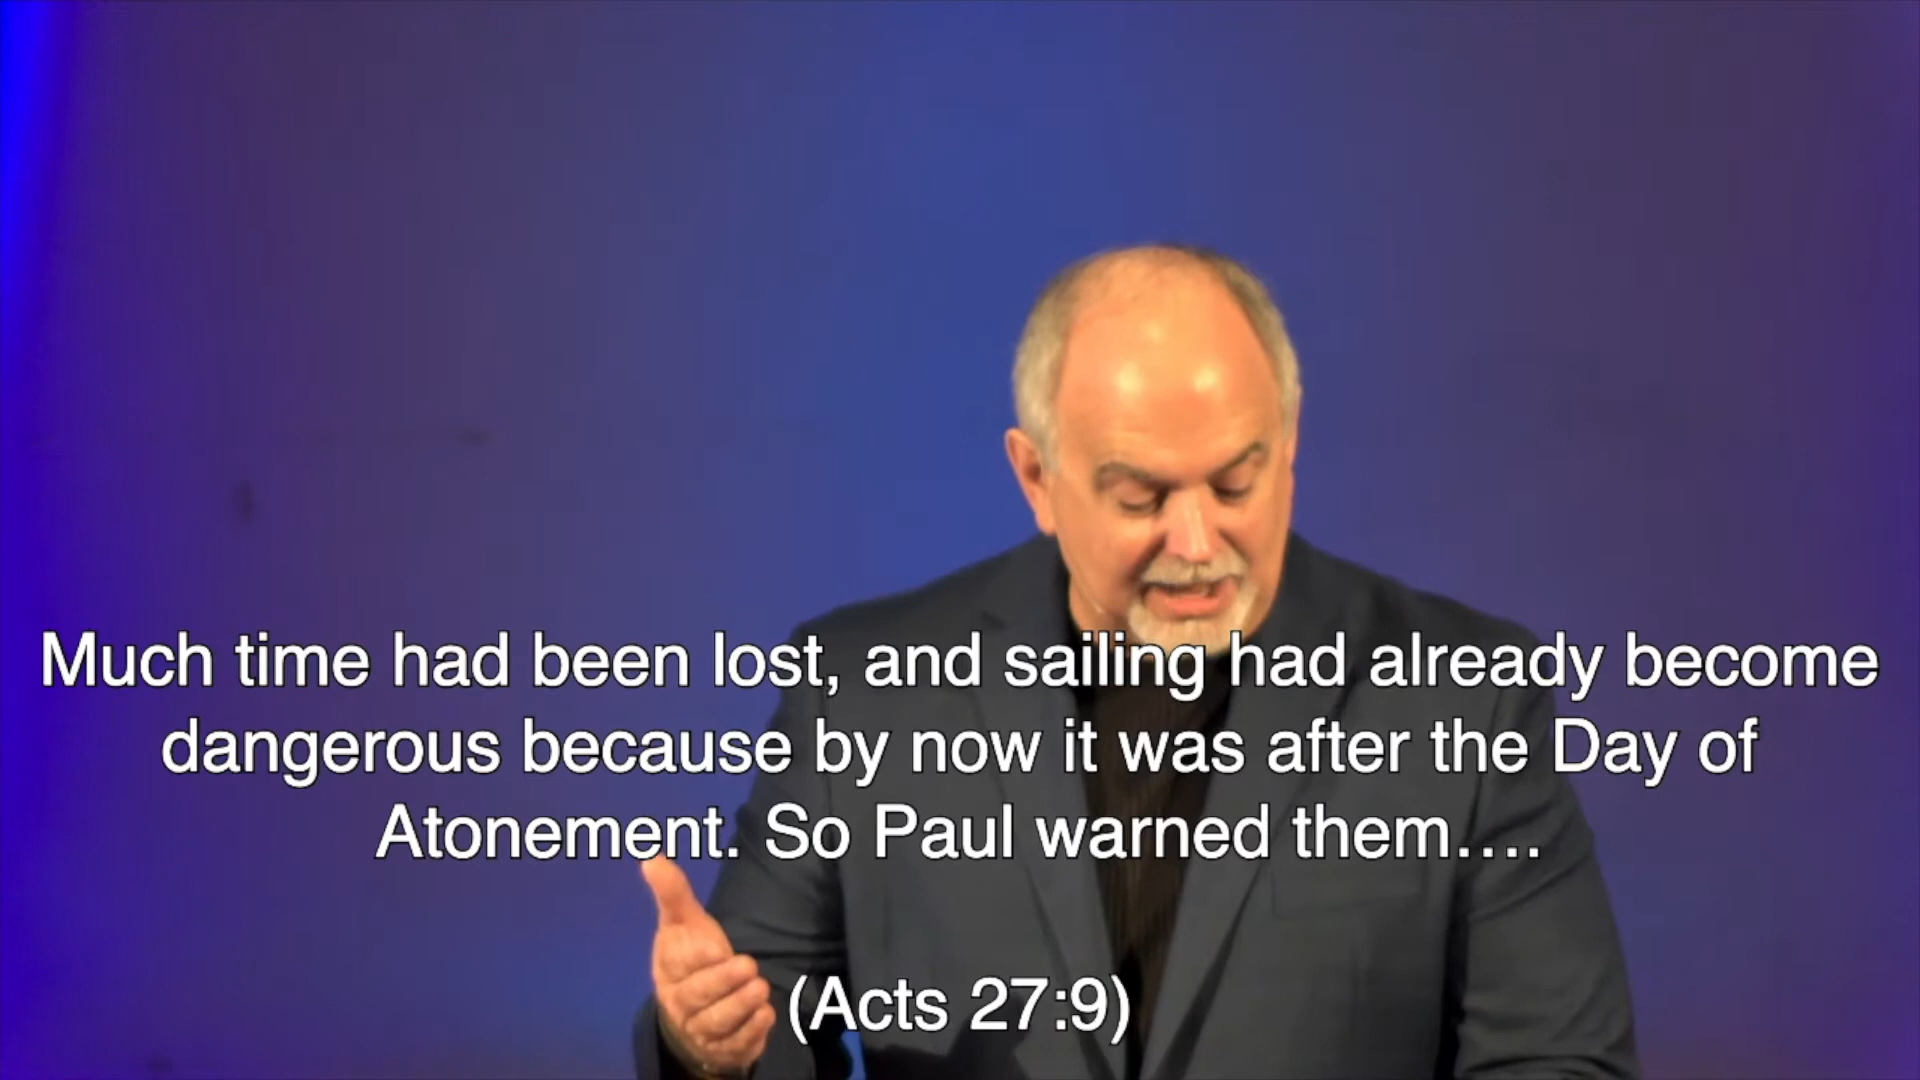 Much time had been lost, and sailing had already become
dangerous because by now it was after the Day of
Atonement. So Paul warned them….
(Acts 27:9)